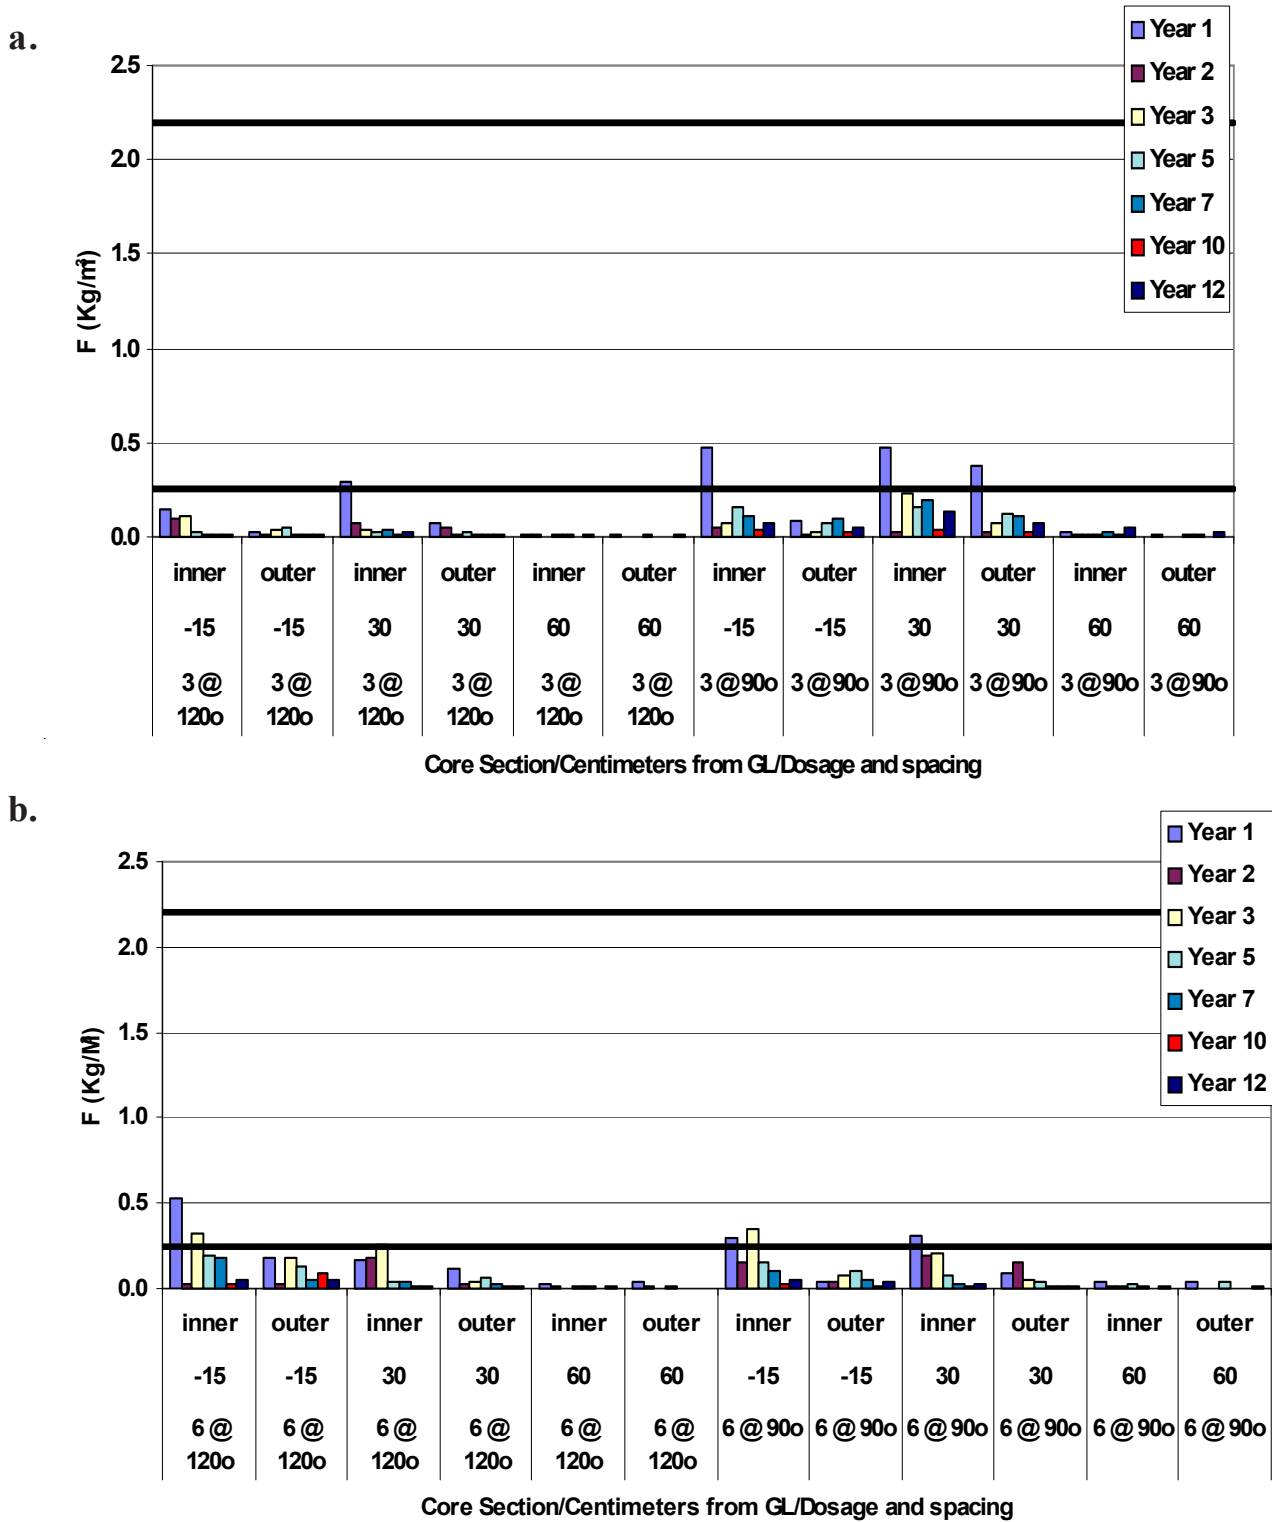 a.
Year 1
Year 2
Year 3
Year 5
Year 7
Year 10
Year 12
2.5
2.0
1.5
1.0
0.5
0.0
F (Kg/m3)
inner outer inner outer inner outer inner outer inner outer inner outer
-15 -15 30 30 60 60 -15 -15 30 30 60 60
3 @ 3 @ 3 @ 3 @ 3 @ 3 @ 3 @ 90o 3 @ 90o 3 @ 90o 3 @ 90o 3 @ 90o 3 @ 90o
120o 120o 120o 120o 120o 120o
Core Section/Centimeters from GL/Dosage and spacing
b.
Year 1
Year 2
Year 3
Year 5
Year 7
Year 10
Year 12
2.5
2.0
1.5
1.0
0.5
0.0
F (Kg/M3)
inner outer inner outer inner outer inner outer inner outer inner outer
-15 -15 30 30 60 60 -15 -15 30 30 60 60
6 @ 6 @ 6 @ 6 @ 6 @ 6 @ 6 @ 90o 6 @ 90o 6 @ 90o 6 @ 90o 6 @ 90o 6 @ 90o
120o 120o 120o 120o 120o 120o
Core Section/Centimeters from GL/Dosage and spacing